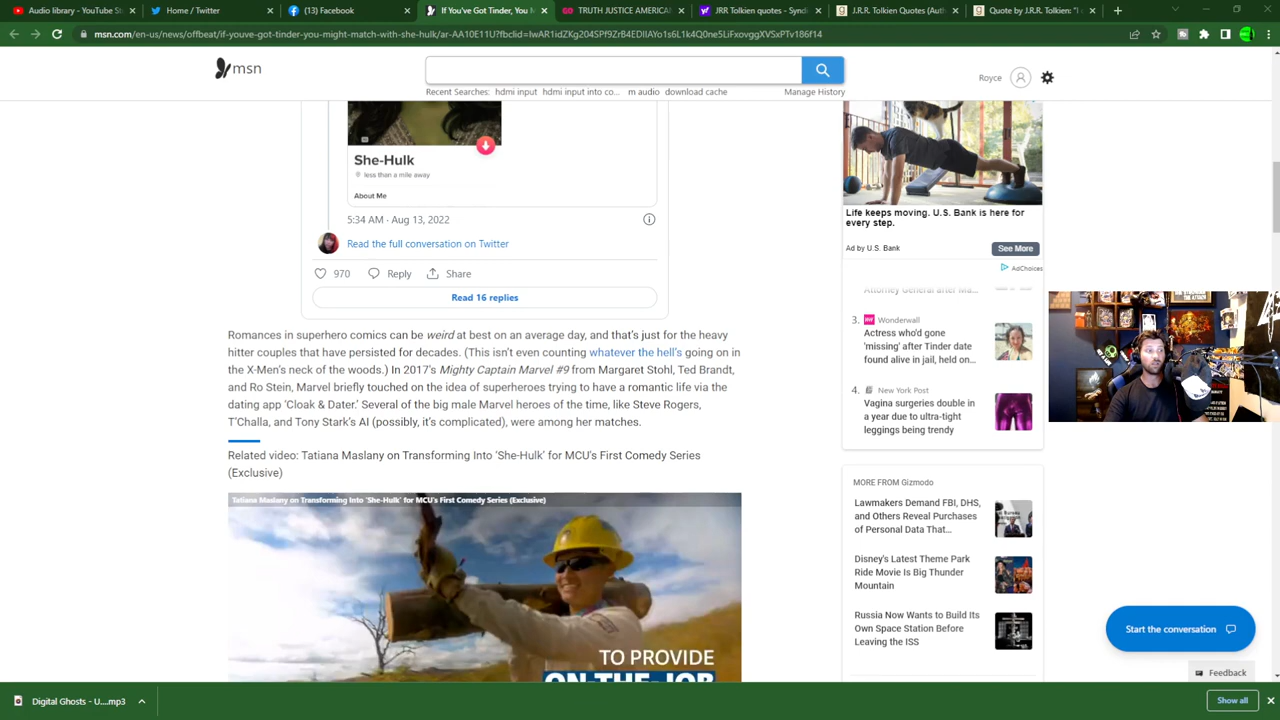 Audio library - YouTube St
Home / Twitter
(13) Facebook
If You've Got Tinder, You M
TRUTH JUSTICE AMERICAN
JRR Tolkien quotes - Syndi
J.R.R. Tolkien Quotes (Auth
Quote by J.R.R. Tolkien: "I
msn.com/en-us/news/offbeat/if-youve-got-tinder-you-might-match-with-she-hulk/ar-AA10E11U?fbclid=IwAR1idZKg204SPf9ZrB4EDIIAYo1s6L1k4Q0ne5LiFxovggXVSxPTv186f14
msn
Royce
Recent Searches: hdmi input hdmi input into co... m audio download cache
Manage History
She-Hulk
less than a mile away
About Me
5:34 AM · Aug 13, 2022
Read the full conversation on Twitter
970 Reply Share
Read 16 replies
Romances in superhero comics can be weird at best on an average day, and that's just for the heavy
hitter couples that have persisted for decades. (This isn't even counting whatever the hell's going on in
the X-Men's neck of the woods.) In 2017's Mighty Captain Marvel #9 from Margaret Stohl, Ted Brandt,
and Ro Stein, Marvel briefly touched on the idea of superheroes trying to have a romantic life via the
dating app 'Cloak & Dater.' Several of the big male Marvel heroes of the time, like Steve Rogers,
T'Challa, and Tony Stark's AI (possibly, it's complicated), were among her matches.
Related video: Tatiana Maslany on Transforming Into 'She-Hulk' for MCU's First Comedy Series
(Exclusive)
Tatiana Maslany on Transforming Into 'She-Hulk' for MCU's First Comedy Series (Exclusive)
TO PROVIDE
ON-THE-JOB
Life keeps moving. U.S. Bank is here for
every step.
Ad by U.S. Bank
See More
AdChoices
Attorney General after Ma...
3. Wonderwall
Actress who'd gone
'missing' after Tinder date
found alive in jail, held on...
4. New York Post
Vagina surgeries double in
a year due to ultra-tight
leggings being trendy
MORE FROM Gizmodo
Lawmakers Demand FBI, DHS,
and Others Reveal Purchases
of Personal Data That...
Disney's Latest Theme Park
Ride Movie Is Big Thunder
Mountain
Russia Now Wants to Build Its
Own Space Station Before
Leaving the ISS
Start the conversation
Feedback
Digital Ghosts - U....mp3
Show all